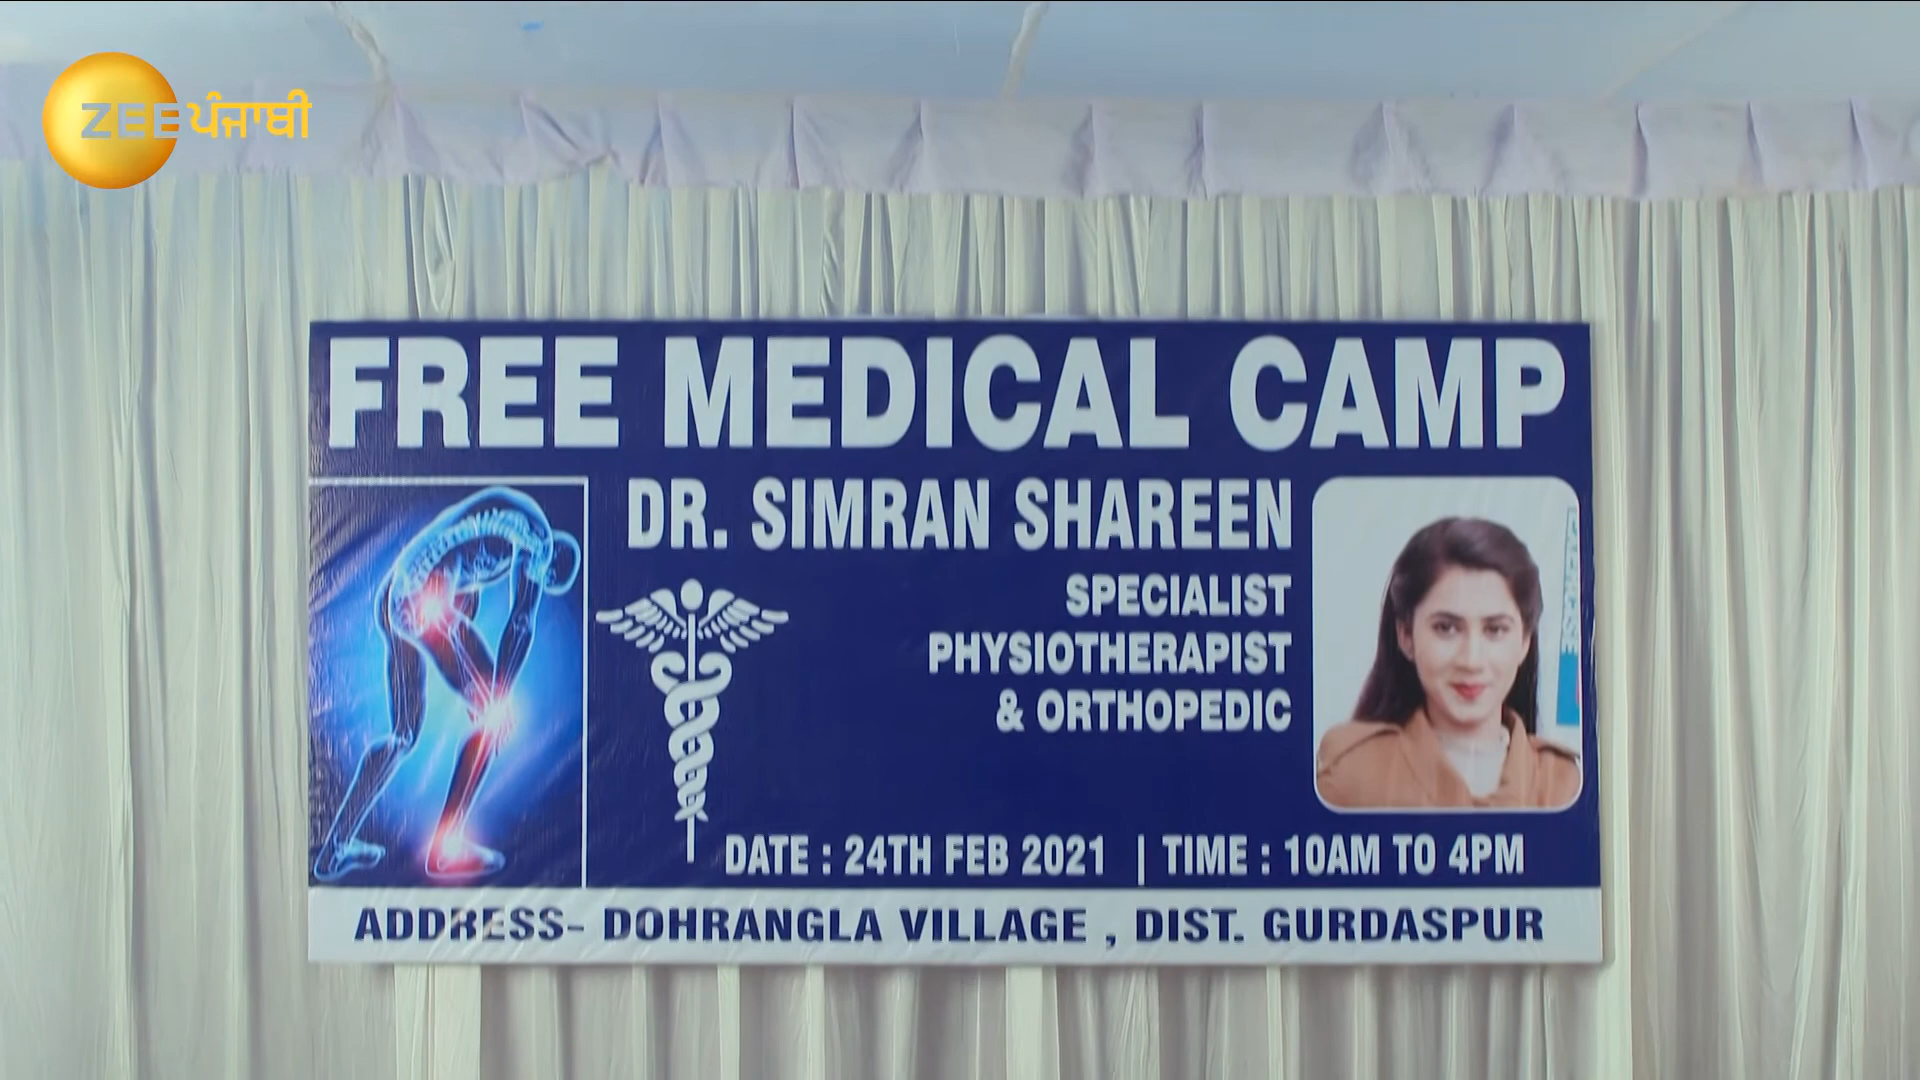 ZEE ਪੰਜਾਬੀ
FREE MEDICAL CAMP
DR. SIMRAN SHAREEN
SPECIALIST
PHYSIOTHERAPIST
& ORTHOPEDIC
DATE : 24TH FEB 2021 | TIME : 10AM TO 4PM
ADDRESS- DOHRANGLA VILLAGE , DIST. GURDASPUR